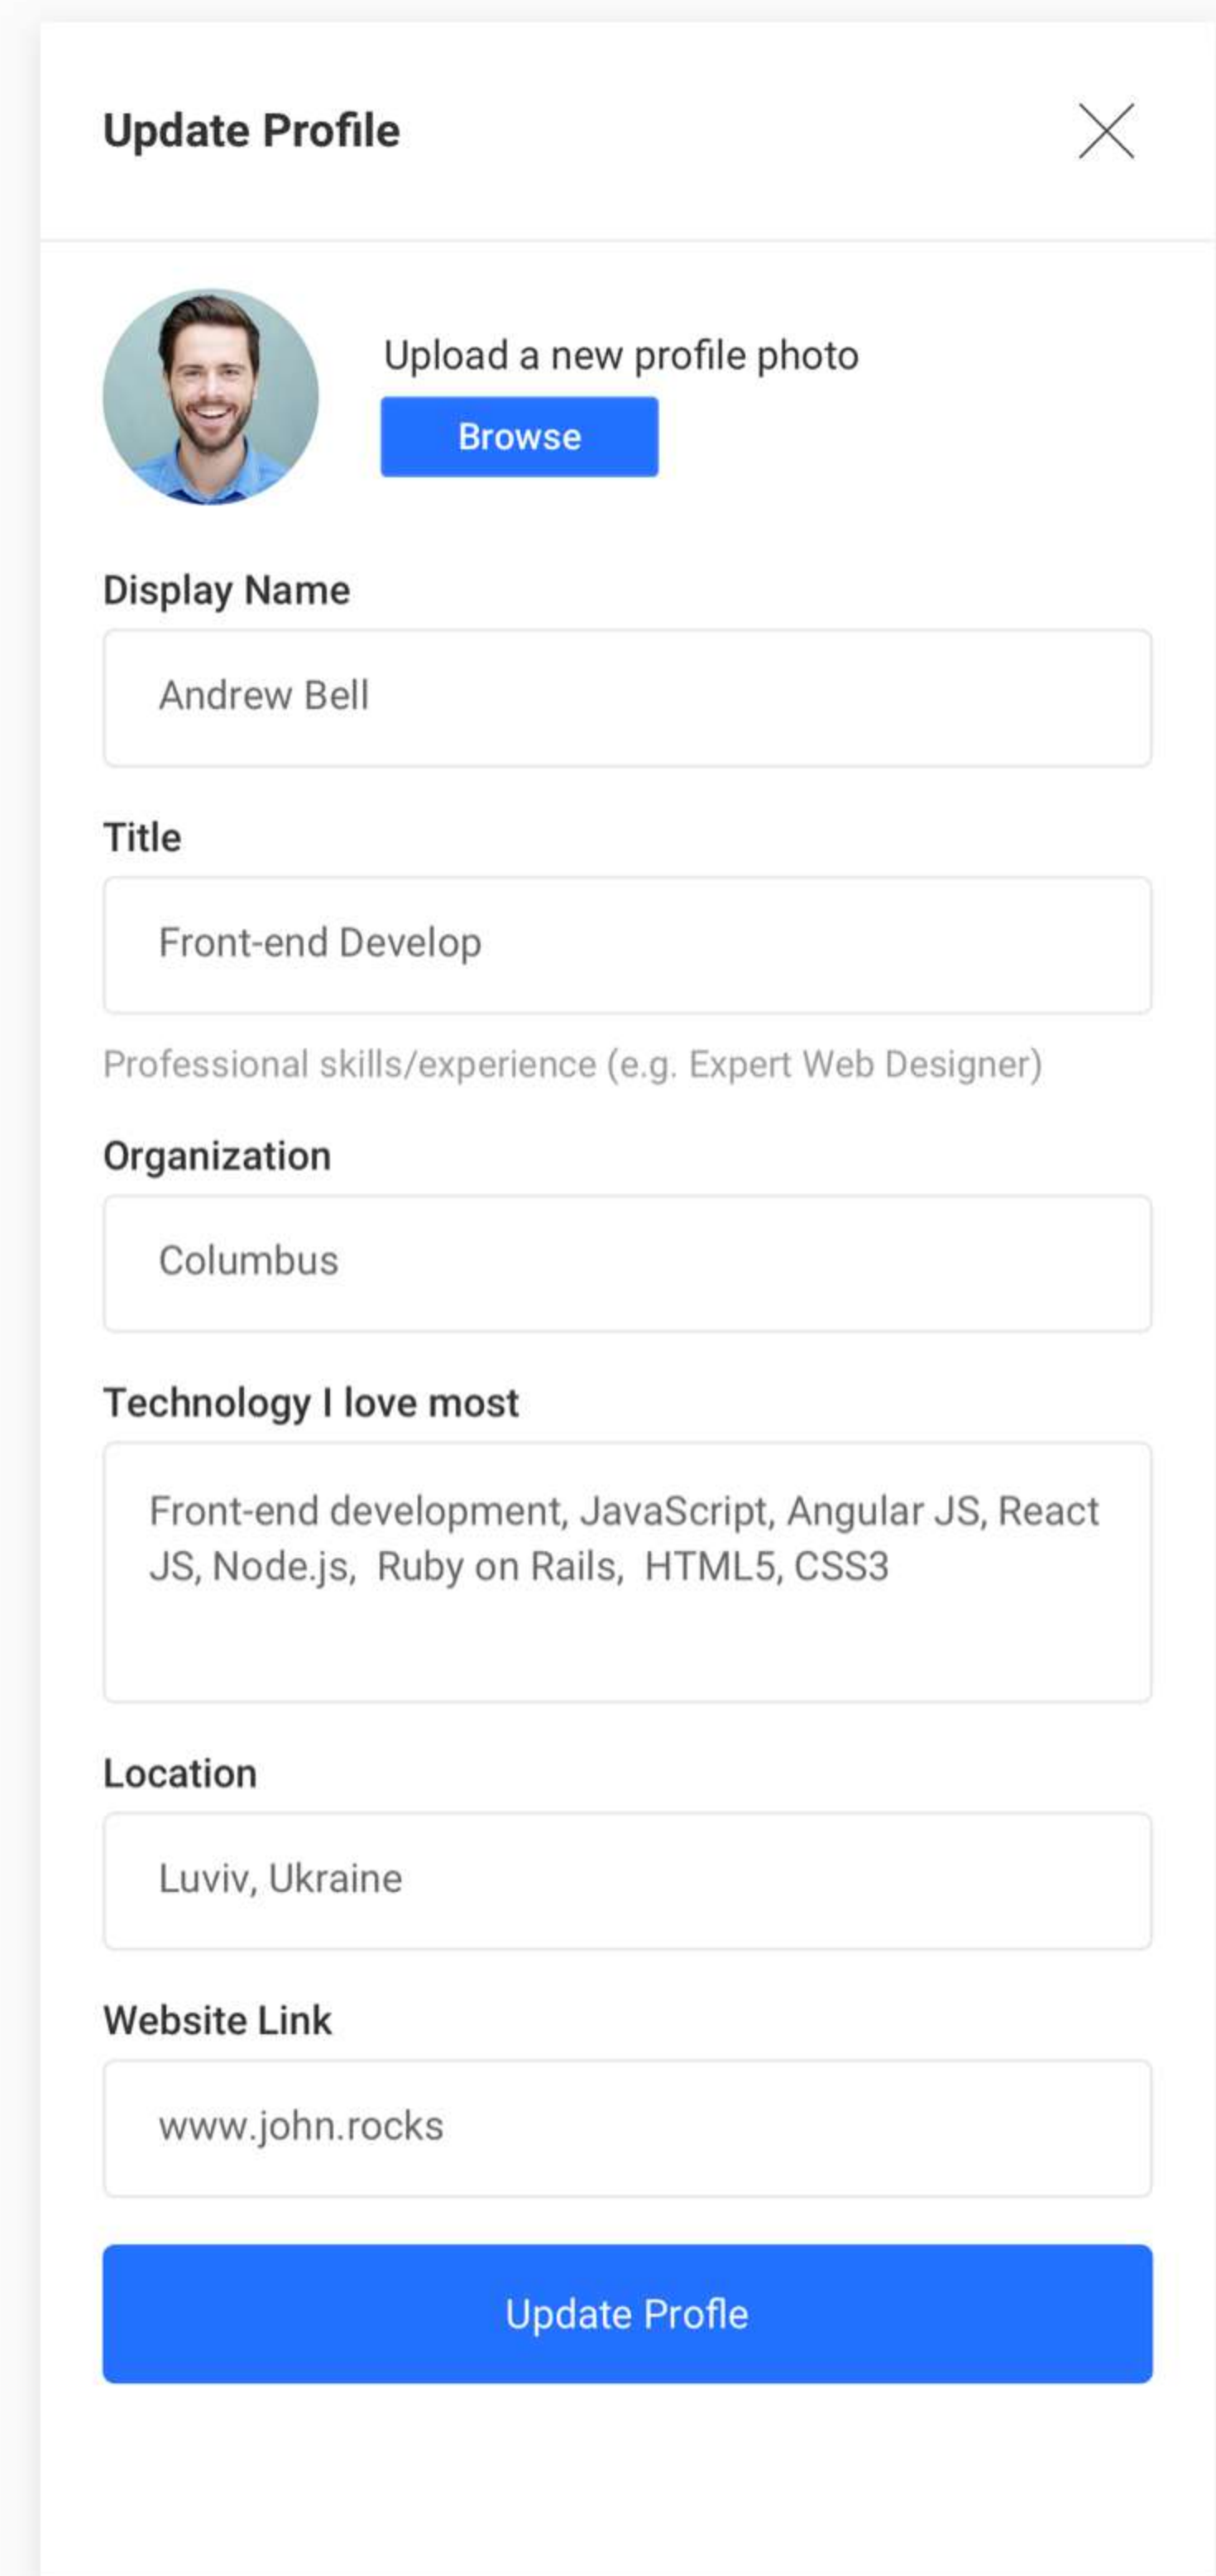 Update Profile
Upload a new profile photo
Browse
Display Name
Andrew Bell
Title
Front-end Develop
Professional skills/experience (e.g. Expert Web Designer)
Organization
Columbus
Technology I love most
Front-end development, JavaScript, Angular JS, React
JS, Node.js,  Ruby on Rails,  HTML5, CSS3
Location
Luviv, Ukraine
Website Link
www.john.rocks
Update Profle